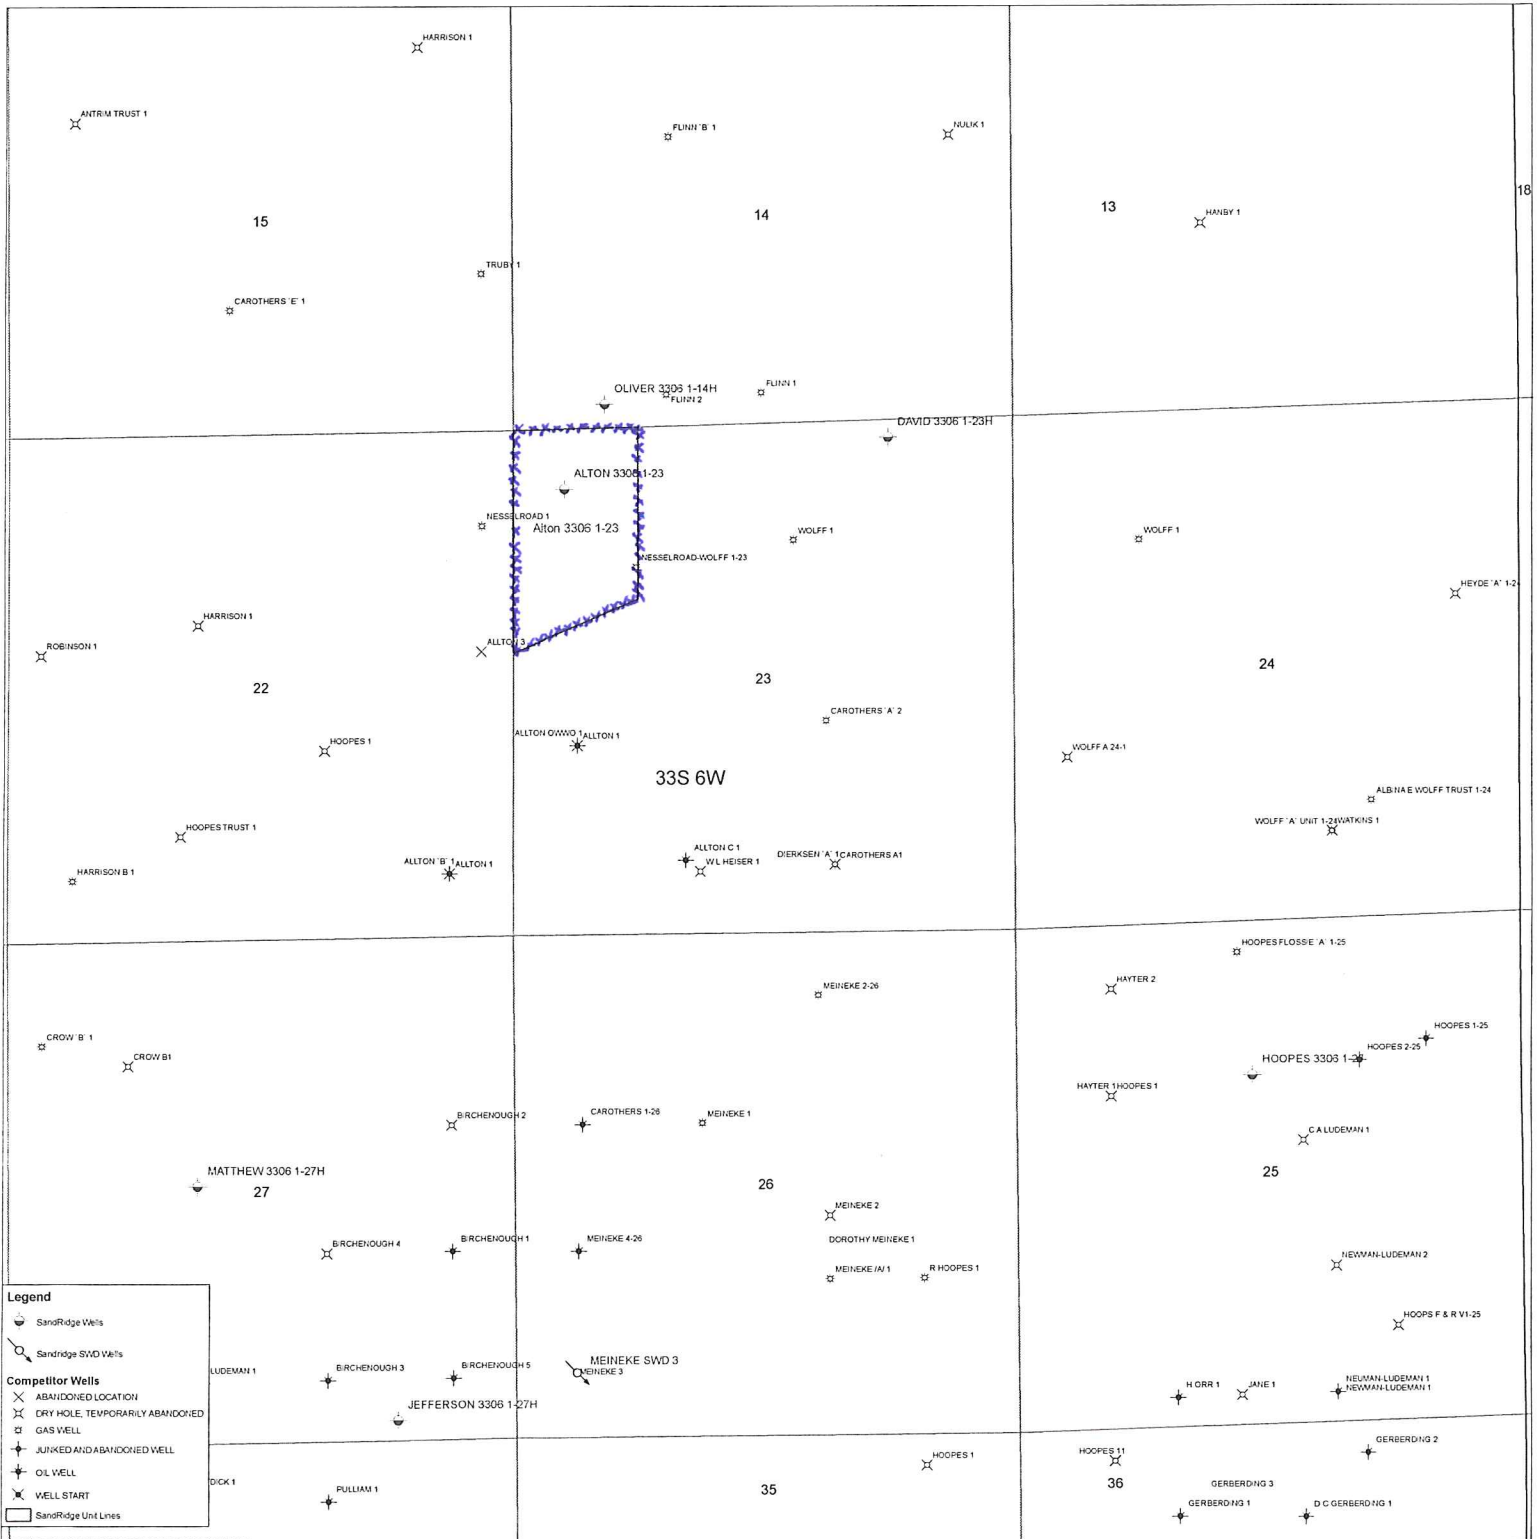 HARRISON 1
ANTRIM TRUST 1
FLINN 'B' 1
NULIK 1
18
13
HANBY 1
14
15
TRUBY 1
CAROTHERS 'E' 1
OLIVER 3306 1-14H
FLINN 1
FLINN 2
DAVID 3306 1-23H
ALTON 3306 1-23
NESSELROAD 1
Alton 3306 1-23
WOLFF 1
WOLFF 1
NESSELROAD-WOLFF 1-23
HEYDE 'A' 1-24
HARRISON 1
ROBINSON 1
ALLTON 3
24
23
22
CAROTHERS 'A' 2
ALLTON OWWO 1
ALLTON 1
HOOPES 1
WOLFF A 24-1
33S 6W
ALBINA E WOLFF TRUST 1-24
WOLFF 'A' UNIT 1-24
WATKINS 1
HOOPES TRUST 1
ALLTON C 1
DIERKSEN 'A' 1
CAROTHERS A1
ALLTON 'B' 1
ALLTON 1
W L HEISER 1
HARRISON B 1
HOOPES FLOSSIE 'A' 1-25
HAYTER 2
MEINEKE 2-26
HOOPES 1-25
CROW 'B' 1
HOOPES 2-25
CROW B1
HOOPES 3306 1-25
HAYTER 1
HOOPES 1
BIRCHENOUGH 2
CAROTHERS 1-26
MEINEKE 1
C A LUDEMAN 1
MATTHEW 3306 1-27H
25
26
27
MEINEKE 2
BIRCHENOUGH 4
BIRCHENOUGH 1
MEINEKE 4-26
DOROTHY MEINEKE 1
NEWMAN-LUDEMAN 2
MEINEKE /A/ 1
R HOOPES 1
HOOPS F & R V1-25
LUDEMAN 1
BIRCHENOUGH 3
BIRCHENOUGH 5
MEINEKE SWD 3
MEINEKE 3
H ORR 1
JANE 1
NEUMAN-LUDEMAN 1
NEWMAN-LUDEMAN 1
JEFFERSON 3306 1-27H
GERBERDING 2
HOOPES 1
HOOPES 11
DICK 1
PULLIAM 1
35
36
GERBERDING 3
GERBERDING 1
D C GERBERDING 1
Legend
SandRidge Wells
Sandridge SWD Wells
Competitor Wells
ABANDONED LOCATION
DRY HOLE, TEMPORARILY ABANDONED
GAS WELL
JUNKED AND ABANDONED WELL
OIL WELL
WELL START
SandRidge Unit Lines